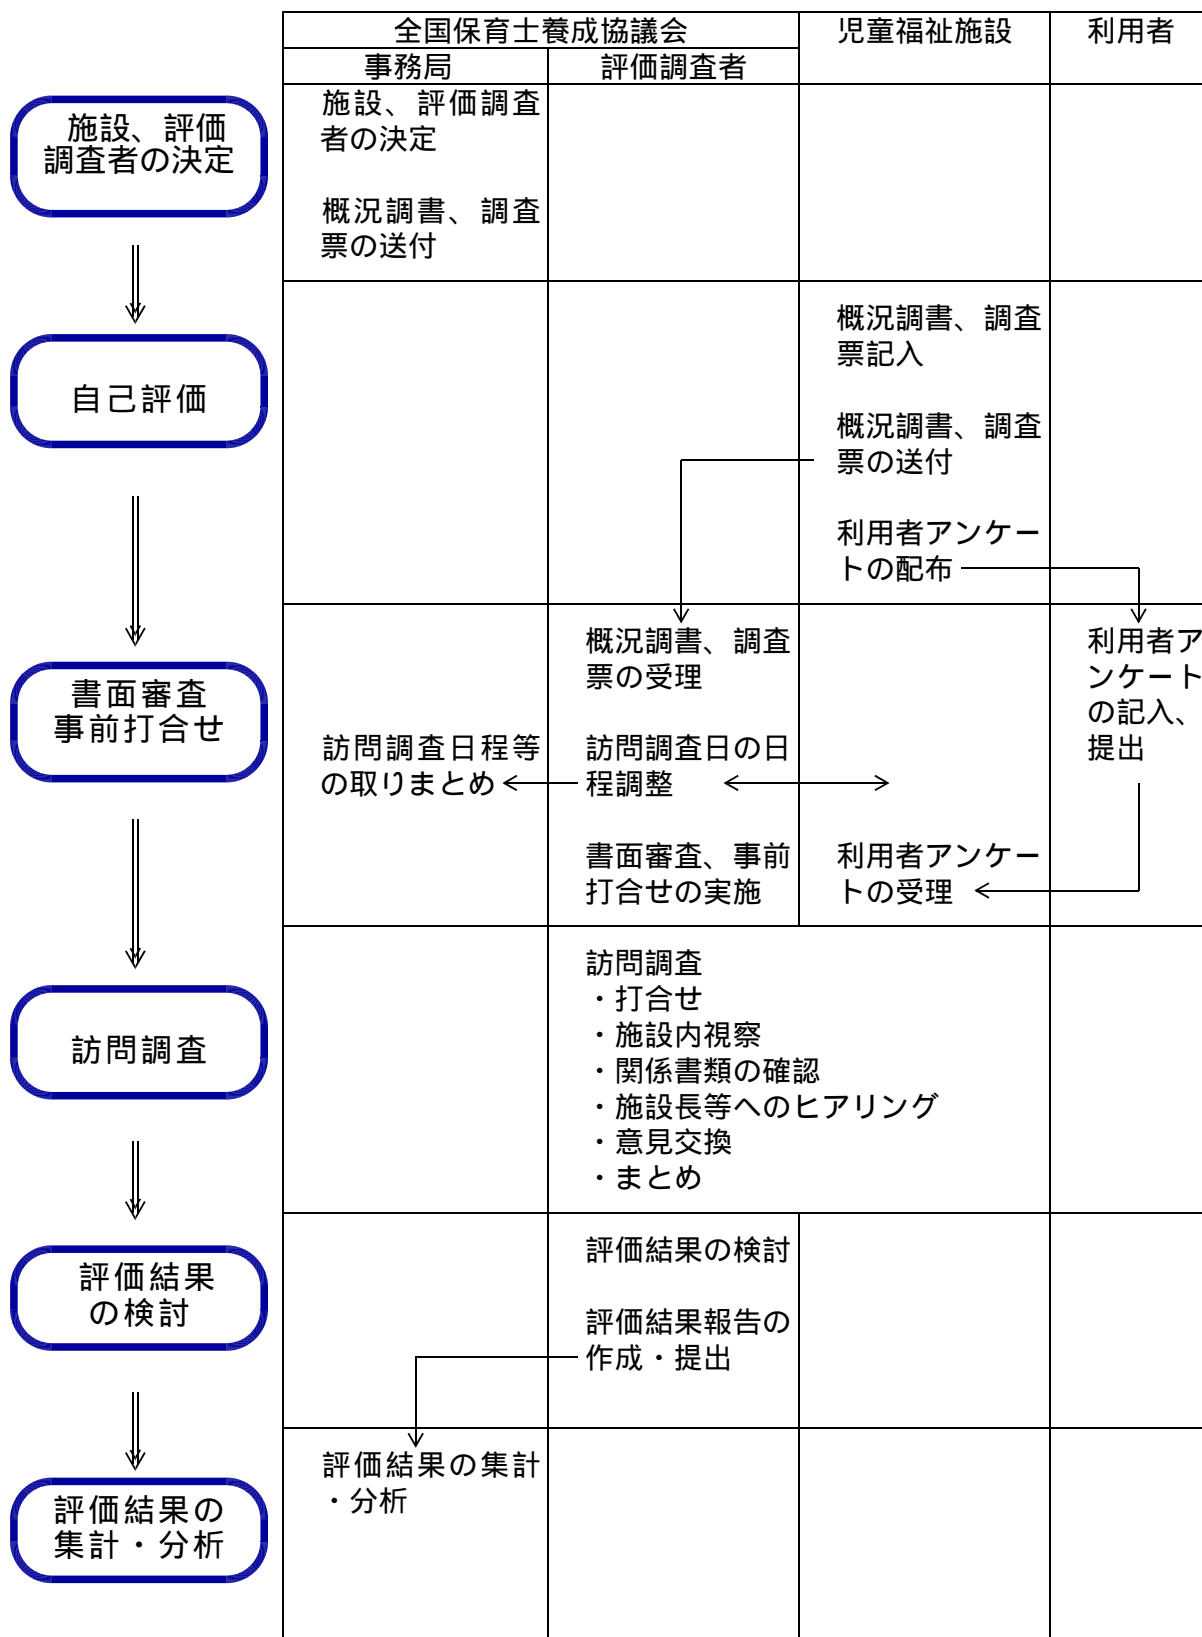 全国保育士養成協議会
児童福祉施設
利用者
事務局
評価調査者
施設、評価
調査者の決定
施設、評価調査
者の決定
概況調書、調査
票の送付
自己評価
概況調書、調査
票記入
概況調書、調査
票の送付
利用者アンケー
トの配布
書面審査
事前打合せ
訪問調査日程等
の取りまとめ
概況調書、調査
票の受理
訪問調査日の日
程調整
書面審査、事前
打合せの実施
利用者アンケー
トの受理
利用者ア
ンケート
の記入、
提出
訪問調査
訪問調査
・打合せ
・施設内視察
・関係書類の確認
・施設長等へのヒアリング
・意見交換
・まとめ
評価結果
の検討
評価結果の検討
評価結果報告の
作成・提出
評価結果の
集計・分析
評価結果の集計
・分析